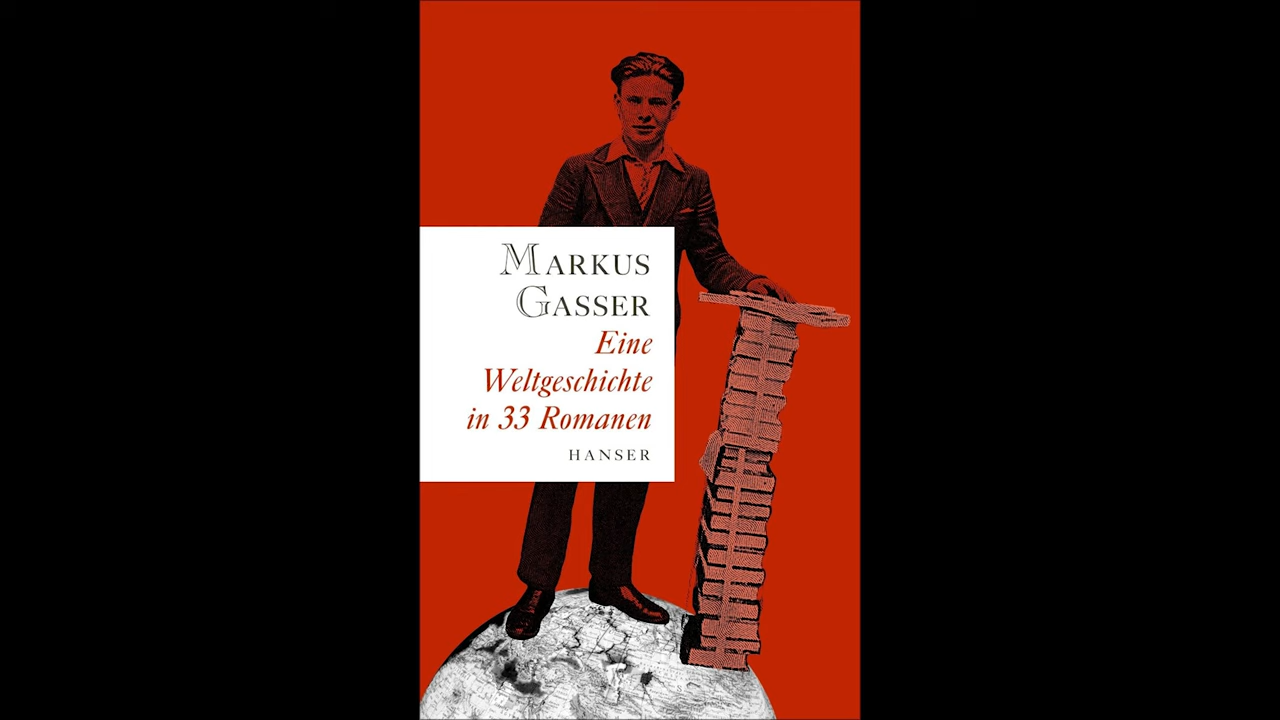 MARKUS
GASSER
Eine
Weltgeschichte
in 33 Romanen
HANSER